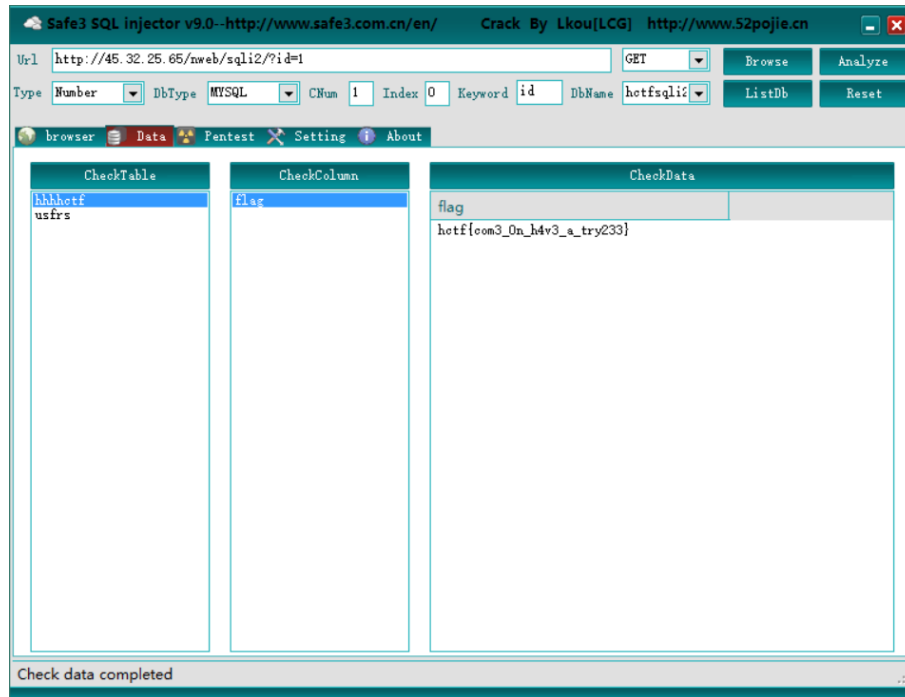 Safe3 SQL injector v9.0--http://www.safe3.com.cn/en/ Crack By Lkou[LCG] http://www.52pojie.cn
Url http://45.32.25.65/nweb/sqli2/?id=1 GET Browse Analyze
Type Number DbType MYSQL CNum 1 Index 0 Keyword id DbName hctfsqli2 ListDb Reset
browser Data Pentest Setting About
CheckTable CheckColumn CheckData
hhhhctf flag flag
usfrs
hctf{com3_0n_h4v3_a_try233}
Check data completed